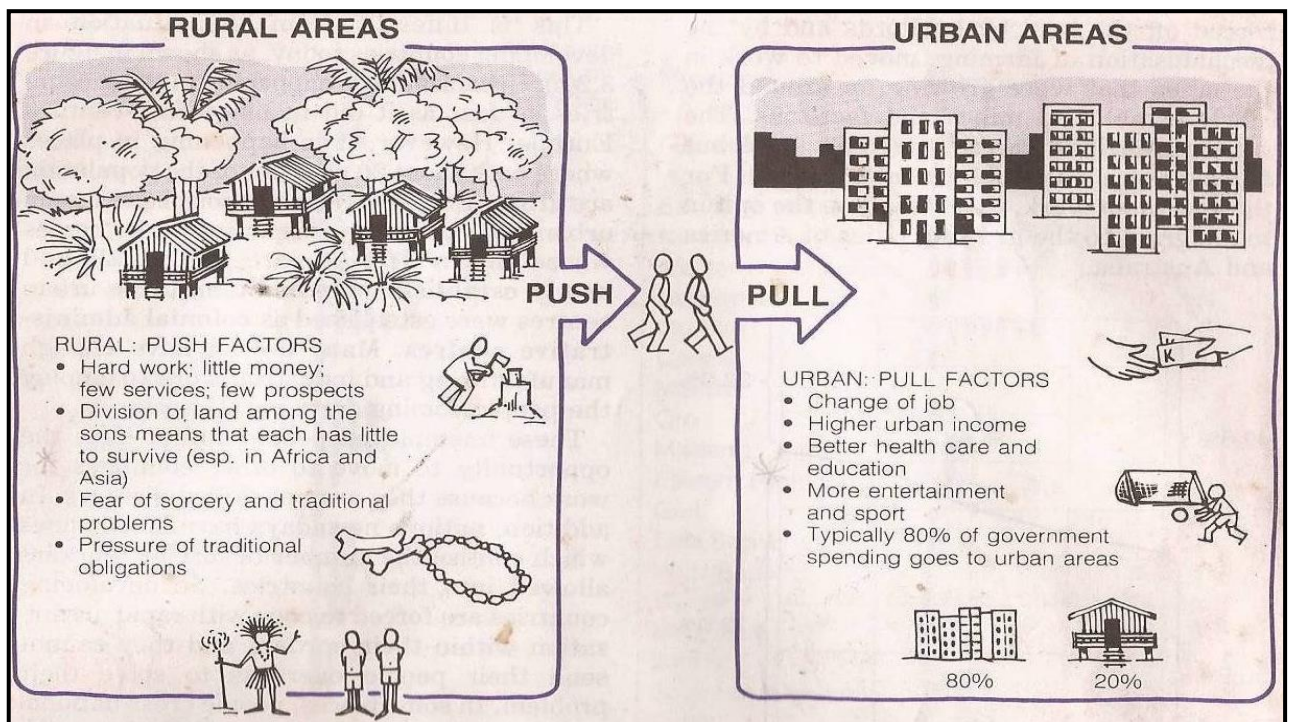 RURAL AREAS
PUSH
RURAL: PUSH FACTORS
• Hard work; little money;
few services; few prospects
• Division of land among the
sons means that each has little
to survive (esp. in Africa and
Asia)
• Fear of sorcery and traditional
problems
• Pressure of traditional
obligations
URBAN AREAS
PULL
K
URBAN: PULL FACTORS
• Change of job
• Higher urban income
• Better health care and
education
• More entertainment
and sport
• Typically 80% of government
spending goes to urban areas
80%
20%